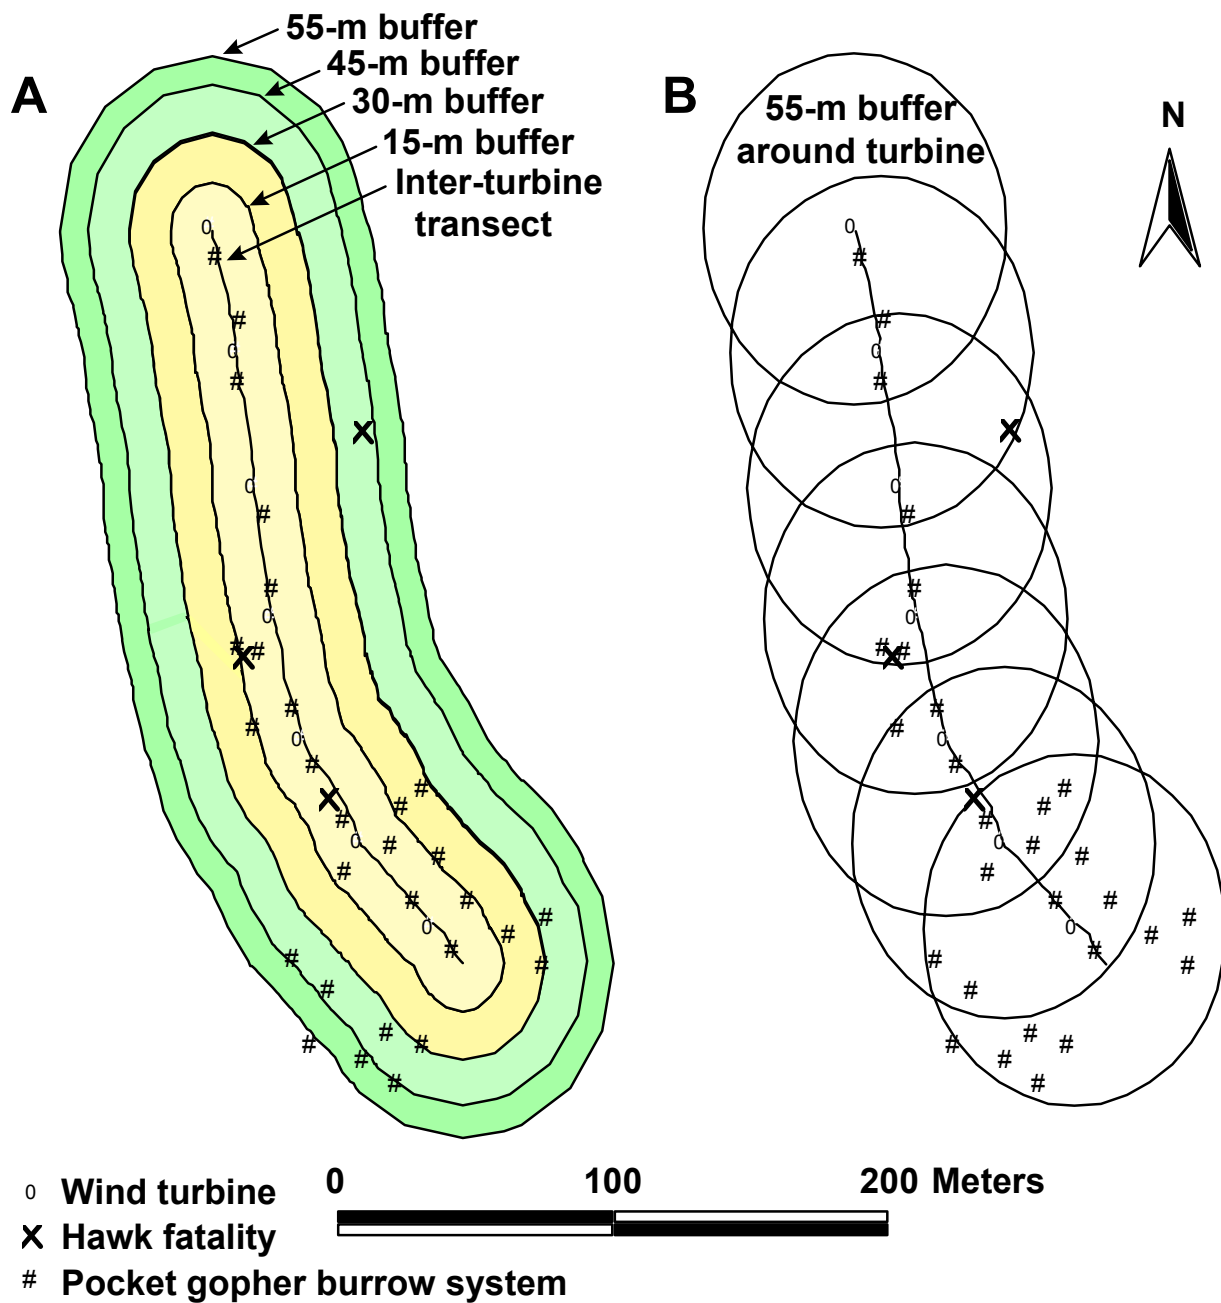 55-m buffer
45-m buffer
A
30-m buffer
15-m buffer
Inter-turbine
transect
B
55-m buffer
around turbine
N
0
100
200 Meters
0 Wind turbine
X Hawk fatality
# Pocket gopher burrow system